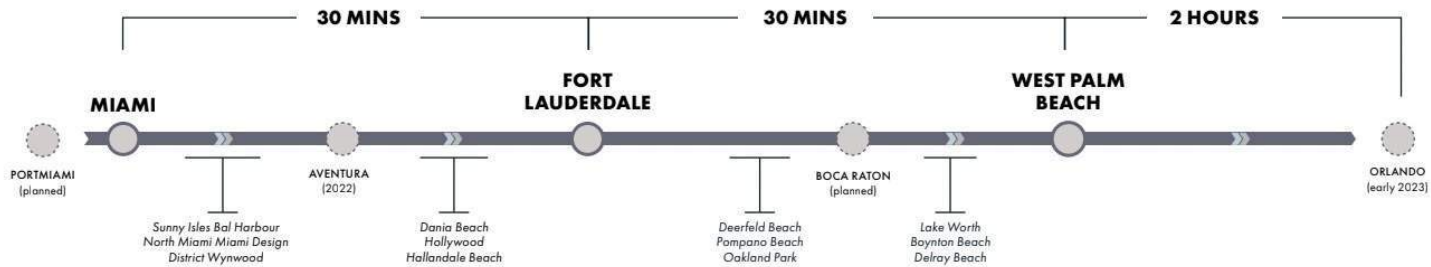 30 MINS
30 MINS
2 HOURS
MIAMI
FORT
LAUDERDALE
WEST PALM
BEACH
PORTMIAMI
(planned)
AVENTURA
(2022)
BOCA RATON
(planned)
ORLANDO
(early 2023)
Sunny Isles Bal Harbour
North Miami Miami Design
District Wynwood
Dania Beach
Hollywood
Hallandale Beach
Deerfeld Beach
Pompano Beach
Oakland Park
Lake Worth
Boynton Beach
Delray Beach